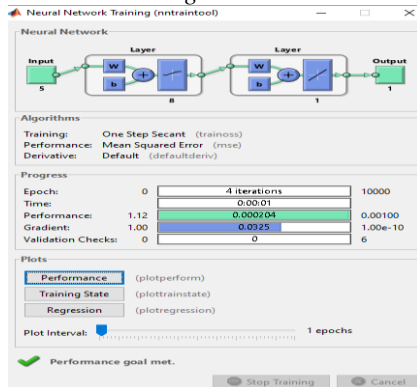 Neural Network Training (nntraintool)
Neural Network
Layer Layer
Input Output
W W
b b
5 8 1 1
Algorithms
Training: One Step Secant (trainoss)
Performance: Mean Squared Error (mse)
Derivative: Default (defaultderiv)
Progress
Epoch: 0 4 iterations 10000
Time: 0:00:01
Performance: 1.12 0.000204 0.00100
Gradient: 1.00 0.0325 1.00e-10
Validation Checks: 0 0 6
Plots
Performance (plotperform)
Training State (plottrainstate)
Regression (plotregression)
Plot Interval: 1 epochs
Performance goal met.
Stop Training Cancel